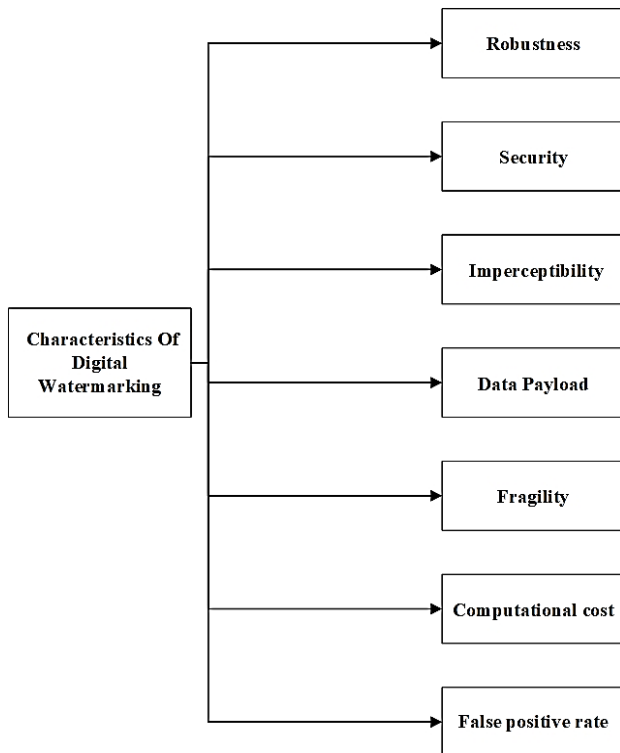 Robustness
Security
Imperceptibility
Characteristics Of
Digital
Watermarking
Data Payload
Fragility
Computational cost
False positive rate